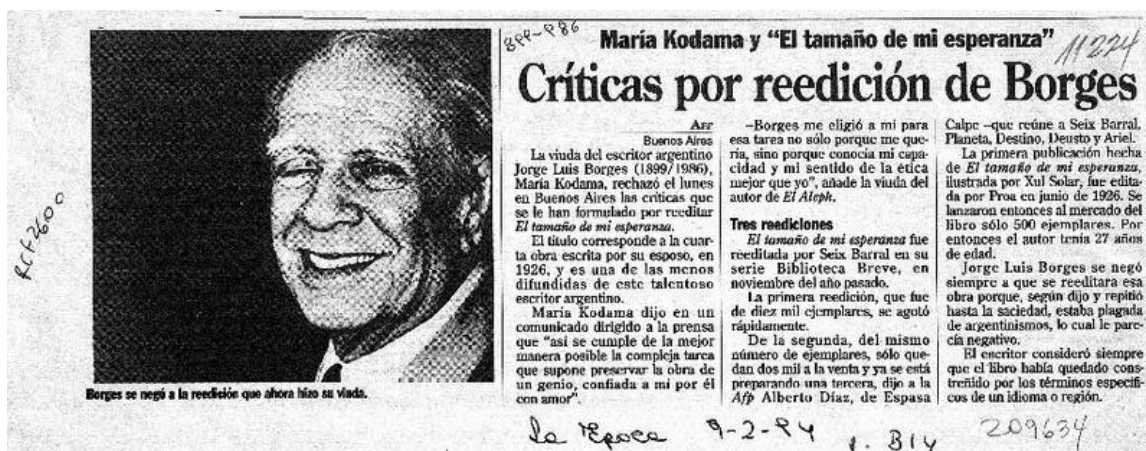 899-986
María Kodama y “El tamaño de mi esperanza”
11224
Críticas por reedición de Borges
AFP
Buenos Aires
La viuda del escritor argentino
Jorge Luis Borges (1899/1986),
María Kodama, rechazó el lunes
en Buenos Aires las críticas que
se le han formulado por reeditar
El tamaño de mi esperanza.
El título corresponde a la cuar-
ta obra escrita por su esposo, en
1926, y es una de las menos
difundidas de este talentoso
escritor argentino.
María Kodama dijo en un
comunicado dirigido a la prensa
que “así se cumple de la mejor
manera posible la compleja tarea
que supone preservar la obra de
un genio, confiada a mi por él
con amor”.
–Borges me eligió a mi para
esa tarea no sólo porque me que-
ría, sino porque conocía mi capa-
cidad y mi sentido de la ética
mejor que yo”, añade la viuda del
autor de El Aleph.
Tres reediciones
El tamaño de mi esperanza fue
reeditada por Seix Barral en su
serie Biblioteca Breve, en
noviembre del año pasado.
La primera reedición, que fue
de diez mil ejemplares, se agotó
rápidamente.
De la segunda, del mismo
número de ejemplares, sólo que-
dan dos mil a la venta y ya se está
preparando una tercera, dijo a la
Afp Alberto Díaz, de Espasa
Calpe –que reúne a Seix Barral,
Planeta, Destino, Deusto y Ariel.
La primera publicación hecha
de El tamaño de mi esperanza,
ilustrada por Xul Solar, fue edita-
da por Proa en junio de 1926. Se
lanzaron entonces al mercado del
libro sólo 500 ejemplares. Por
entonces el autor tenía 27 años
de edad.
Jorge Luis Borges se negó
siempre a que se reeditara esa
obra porque, según dijo y repitió
hasta la saciedad, estaba plagada
de argentinismos, lo cual le pare-
cía negativo.
El escritor consideró siempre
que el libro había quedado cons-
treñido por los términos específi-
cos de un idioma o región.
Borges se negó a la reedición que ahora hizo su viuda.
La Epoca 9-2-94 p. B14 209634